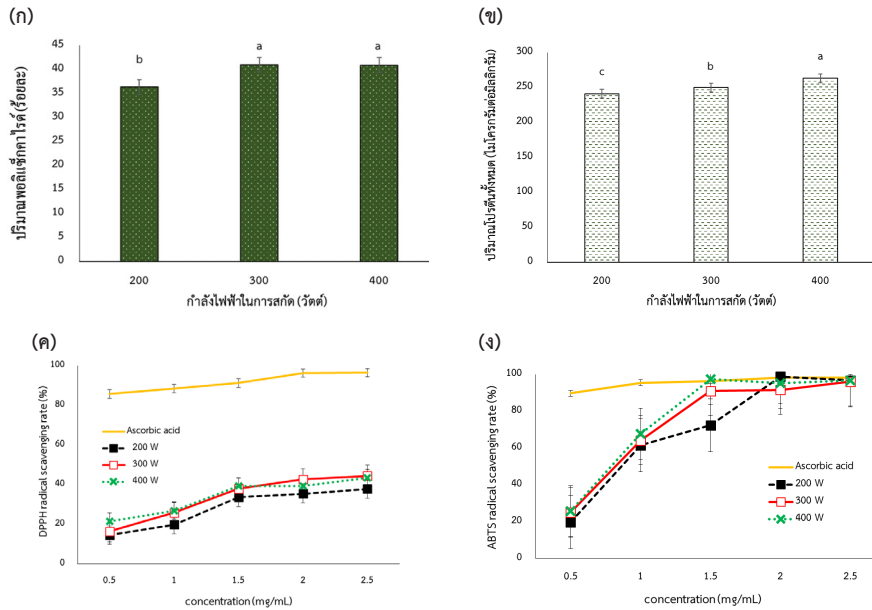 (ก)
ปริมาณพอลิแซ็กคาไรด์ (ร้อยละ)
45
40
35
30
25
20
15
10
5
0
b
a
a
200
300
400
กำลังไฟฟ้าในการสกัด (วัตต์)
(ข)
ปริมาณโปรตีนทั้งหมด (ไมโครกรัมต่อมิลลิกรัม)
300
250
200
150
100
50
0
c
b
a
200
300
400
กำลังไฟฟ้าในการสกัด (วัตต์)
(ค)
DPPH radical scavenging rate (%)
100
80
60
40
20
0
Ascorbic acid
200 W
300 W
400 W
0.5
1
1.5
2
2.5
concentration (mg/mL)
(ง)
ABTS radical scavenging rate (%)
100
80
60
40
20
0
Ascorbic acid
200 W
300 W
400 W
0.5
1
1.5
2
2.5
concentration (mg/mL)